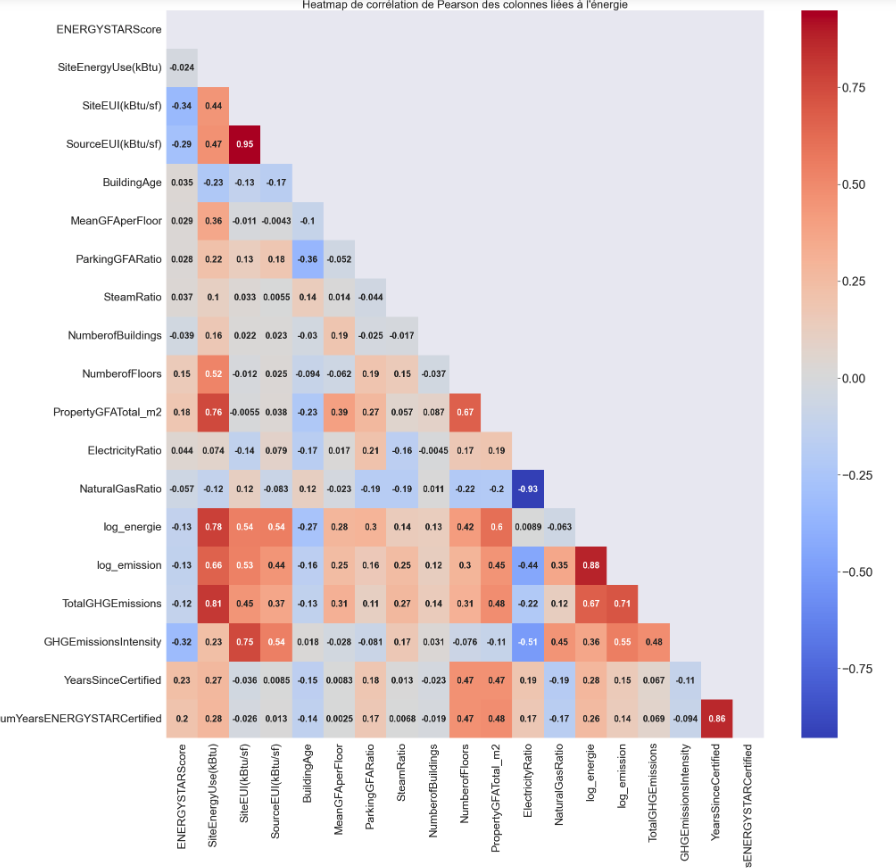 Heatmap de corrélation de Pearson des colonnes liées à l'énergie
ENERGYSTARScore
SiteEnergyUse(kBtu) -0.024
SiteEUI(kBtu/sf) -0.34 0.44
SourceEUI(kBtu/sf) -0.29 0.47 0.95
BuildingAge 0.035 -0.23 -0.13 -0.17
MeanGFAperFloor 0.029 0.36 -0.011 -0.0043 -0.1
ParkingGFARatio 0.028 0.22 0.13 0.18 -0.36 -0.052
SteamRatio 0.037 0.1 0.033 0.0055 0.14 0.014 -0.044
NumberofBuildings -0.039 0.16 0.022 0.023 -0.03 0.19 -0.025 -0.017
NumberofFloors 0.15 0.52 -0.012 0.025 -0.094 -0.062 0.19 0.15 -0.037
PropertyGFATotal_m2 0.18 0.76 -0.0055 0.038 -0.23 0.39 0.27 0.057 0.087 0.67
ElectricityRatio 0.044 0.074 -0.14 0.079 -0.17 0.017 0.21 -0.16 -0.0045 0.17 0.19
NaturalGasRatio -0.057 -0.12 0.12 -0.083 0.12 -0.023 -0.19 -0.19 0.011 -0.22 -0.2 -0.93
log_energie -0.13 0.78 0.54 0.54 -0.27 0.28 0.3 0.14 0.13 0.42 0.6 0.0089 -0.063
log_emission -0.13 0.66 0.53 0.44 -0.16 0.25 0.16 0.25 0.12 0.3 0.45 -0.44 0.35 0.88
TotalGHGEmissions -0.12 0.81 0.45 0.37 -0.13 0.31 0.11 0.27 0.14 0.31 0.48 -0.22 0.12 0.67 0.71
GHGEmissionsIntensity -0.32 0.23 0.75 0.54 0.018 -0.028 -0.081 0.17 0.031 -0.076 -0.11 -0.51 0.45 0.36 0.55 0.48
YearsSinceCertified 0.23 0.27 -0.036 0.0085 -0.15 0.0083 0.18 0.013 -0.023 0.47 0.47 0.19 -0.19 0.28 0.15 0.067 -0.11
umYearsENERGYSTARCertified 0.2 0.28 -0.026 0.013 -0.14 0.0025 0.17 0.0068 -0.019 0.47 0.48 0.17 -0.17 0.26 0.14 0.069 -0.094 0.86
ENERGYSTARScore
SiteEnergyUse(kBtu)
SiteEUI(kBtu/sf)
SourceEUI(kBtu/sf)
BuildingAge
MeanGFAperFloor
ParkingGFARatio
SteamRatio
NumberofBuildings
NumberofFloors
PropertyGFATotal_m2
ElectricityRatio
NaturalGasRatio
log_energie
log_emission
TotalGHGEmissions
GHGEmissionsIntensity
YearsSinceCertified
sENERGYSTARCertified
0.75
0.50
0.25
0.00
-0.25
-0.50
-0.75